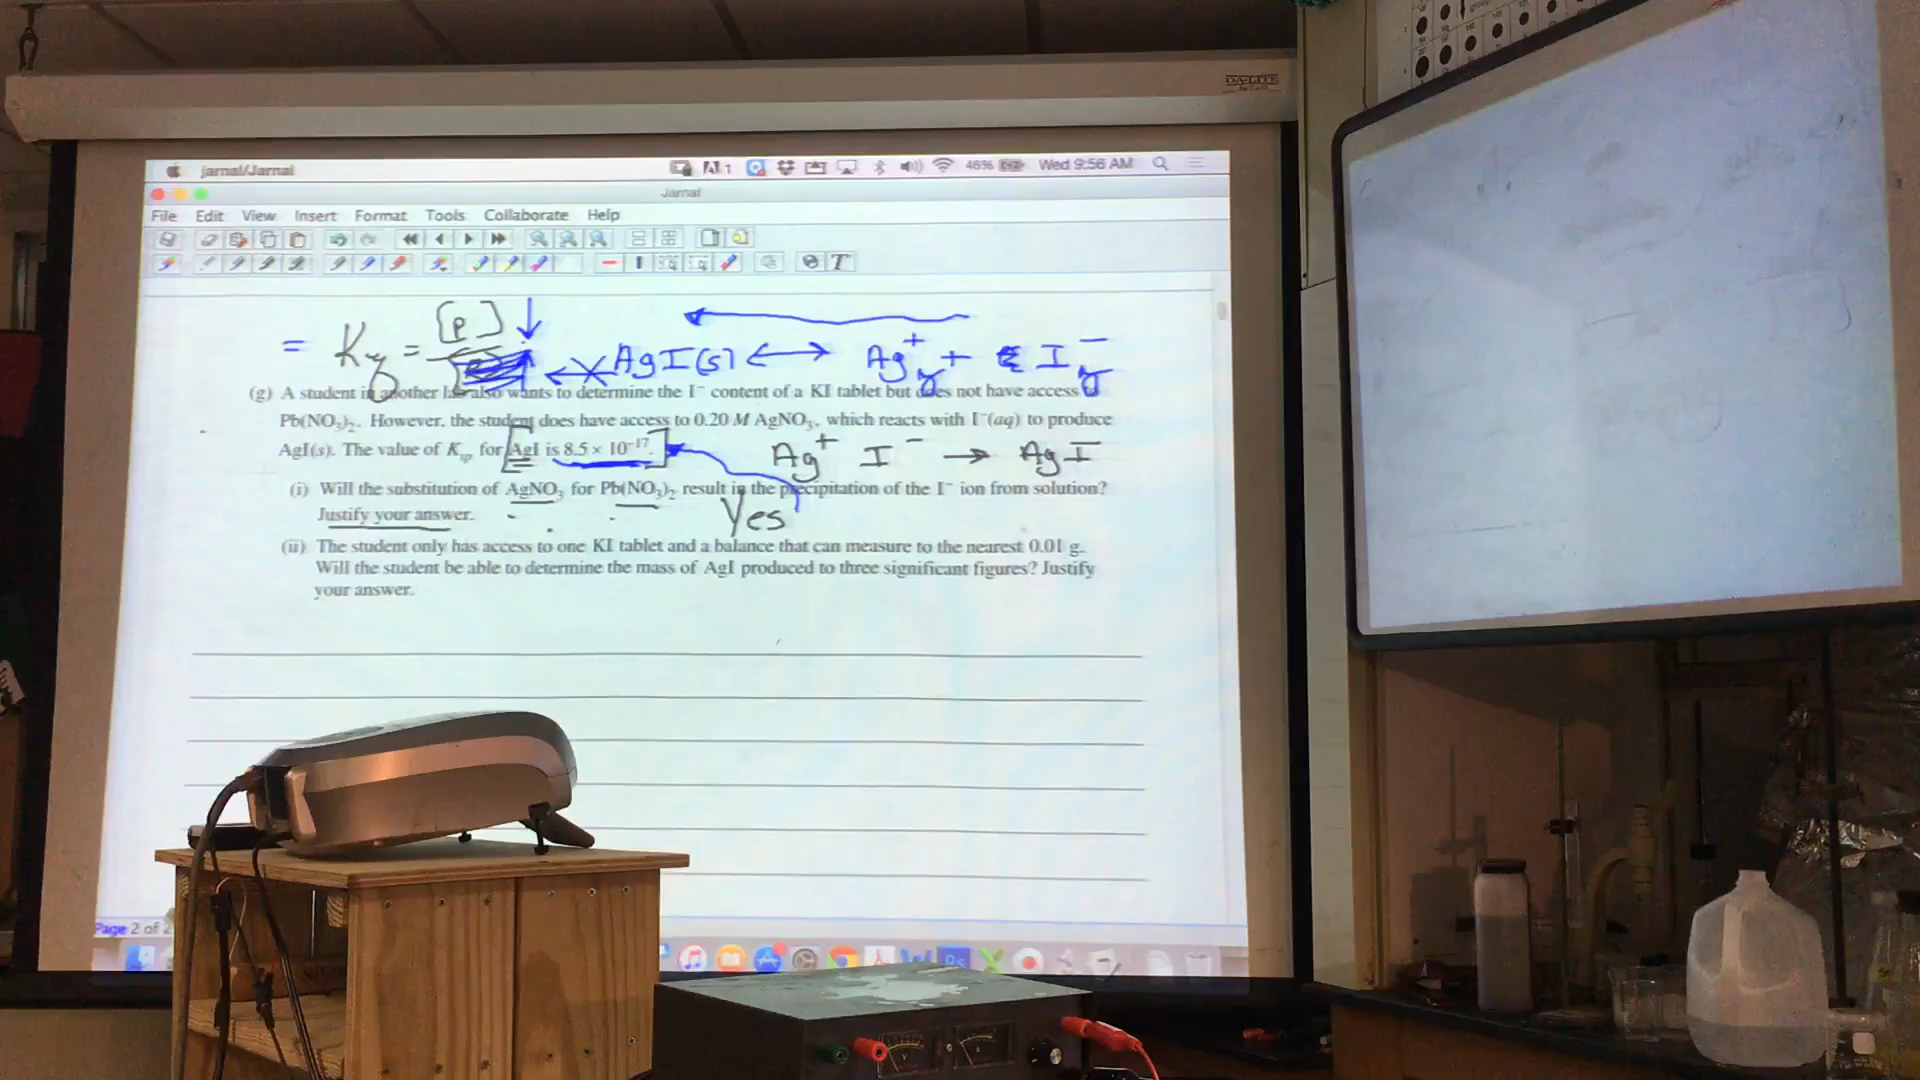 DA-LITE
jarnal/Jarnal 46% Wed 9:56 AM
Jarnal
File Edit View Insert Format Tools Collaborate Help
= K = [P]
AgI(s) ↔ Ag+ + I-
(g) A student in another lab also wants to determine the I⁻ content of a KI tablet but does not have access to
Pb(NO₃)₂. However, the student does have access to 0.20 M AgNO₃, which reacts with I⁻(aq) to produce
AgI(s). The value of Ksp for AgI is 8.5 × 10⁻¹⁷.
Ag+ I- → AgI
(i) Will the substitution of AgNO₃ for Pb(NO₃)₂ result in the precipitation of the I⁻ ion from solution?
Justify your answer.
Yes
(ii) The student only has access to one KI tablet and a balance that can measure to the nearest 0.01 g.
Will the student be able to determine the mass of AgI produced to three significant figures? Justify
your answer.
Page 2 of 2